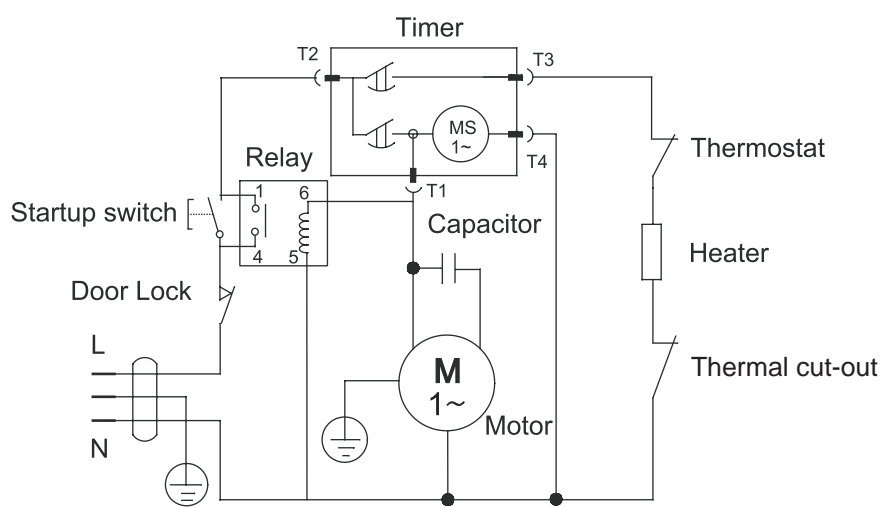 Timer
T2
T3
MS
1~
T4
Relay
1
6
T1
Thermostat
Startup switch
Capacitor
4
5
Heater
Door Lock
L
M
1~
Thermal cut-out
Motor
N